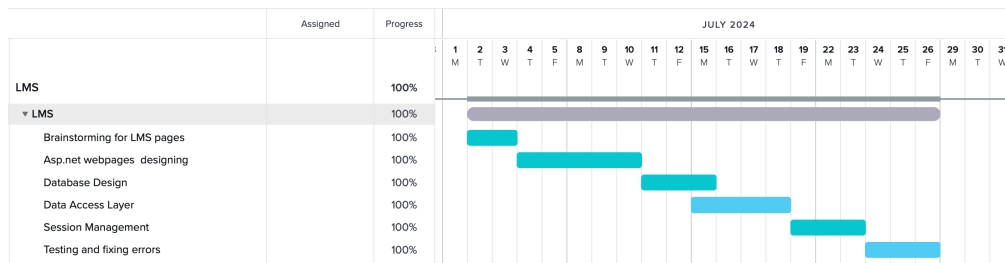 Assigned Progress JULY 2024
1 2 3 4 5 8 9 10 11 12 15 16 17 18 19 22 23 24 25 26 29 30 31
M T W T F M T W T F M T W T F M T W T F M T W
LMS 100%
LMS 100%
Brainstorming for LMS pages 100%
Asp.net webpages designing 100%
Database Design 100%
Data Access Layer 100%
Session Management 100%
Testing and fixing errors 100%